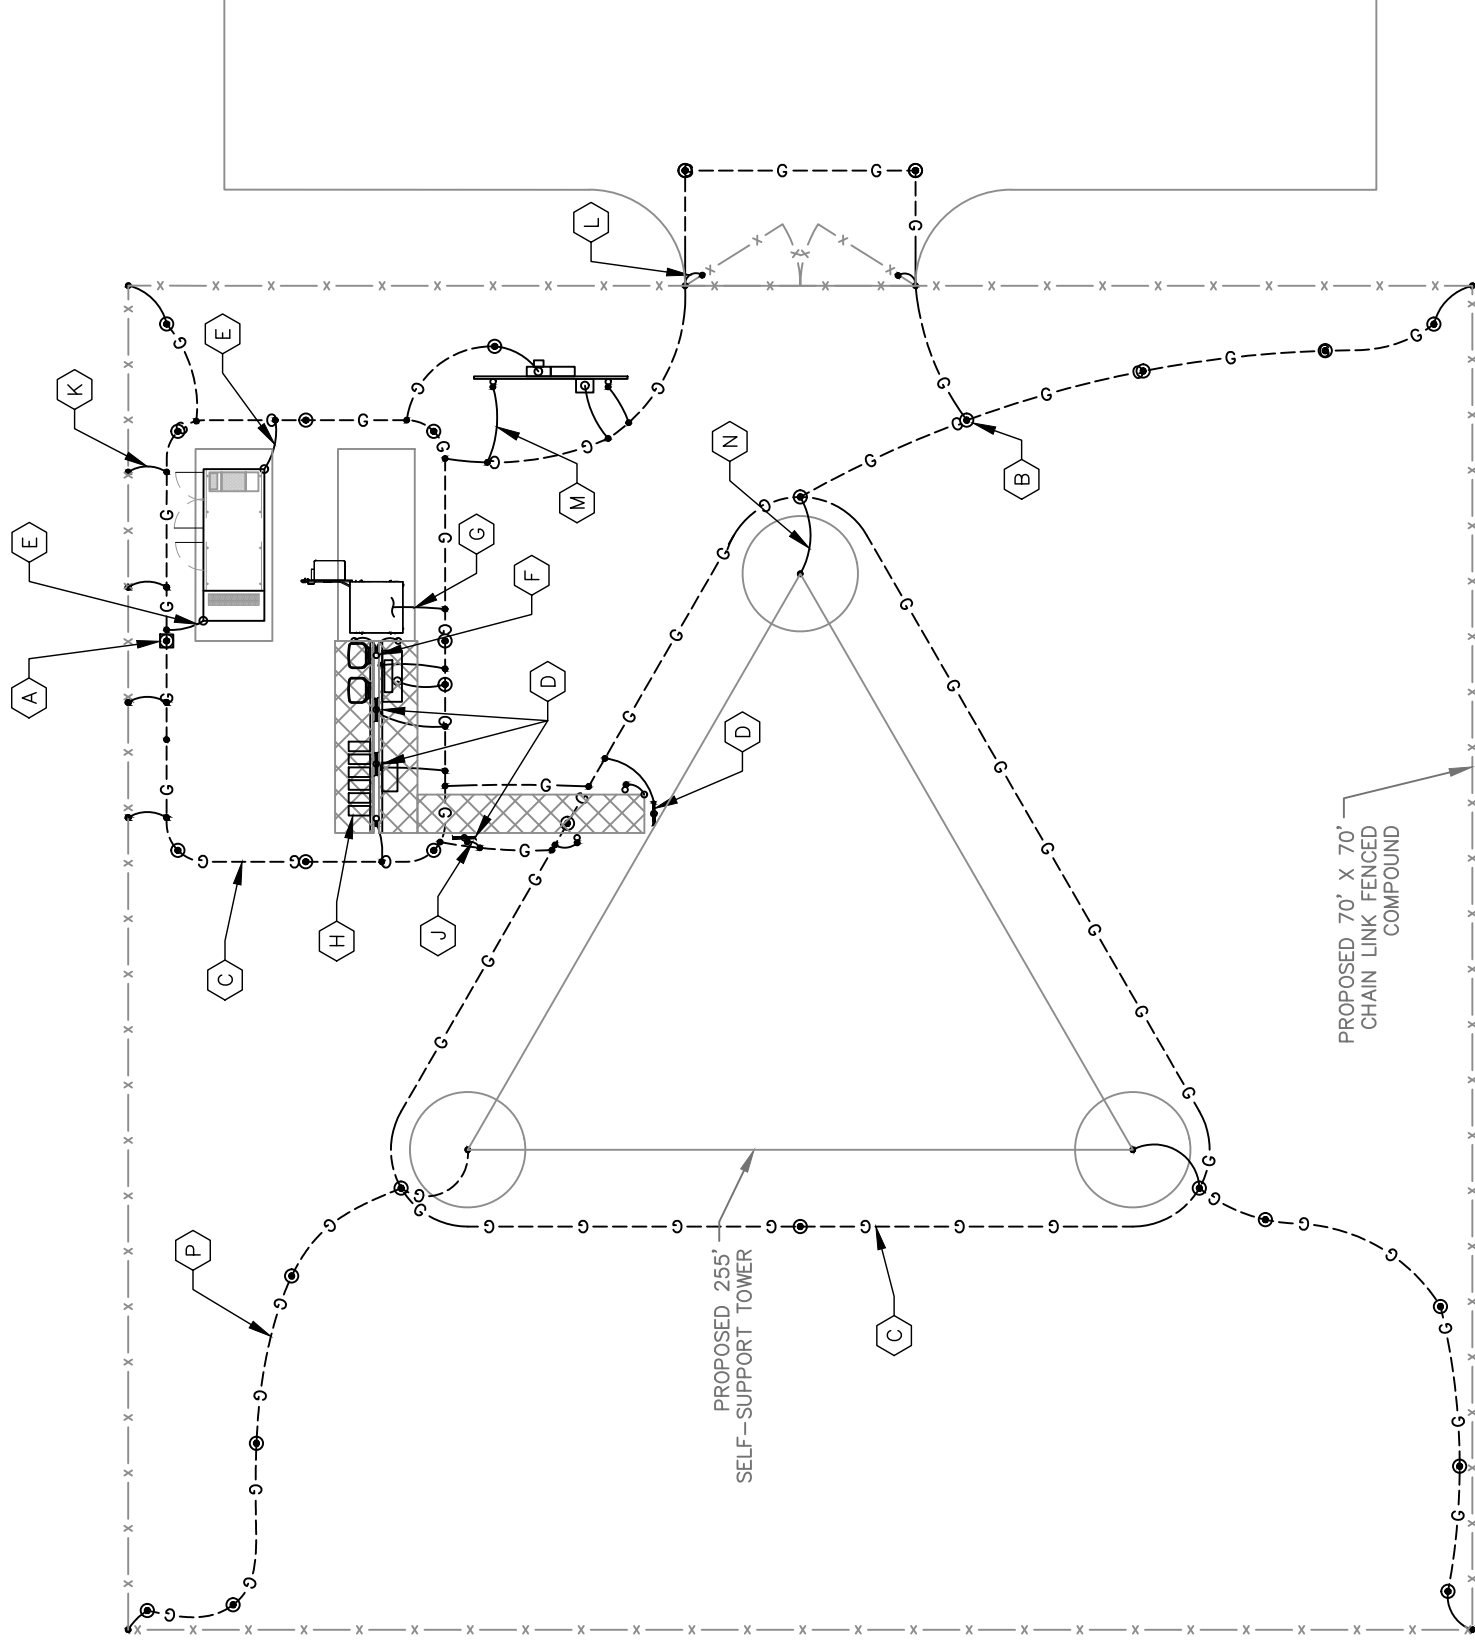 L
E
K
E
N
B
M
G
F
A
D
D
H
J
C
PROPOSED 70' X 70'
CHAIN LINK FENCED
COMPOUND
P
PROPOSED 255'
SELF-SUPPORT TOWER
C